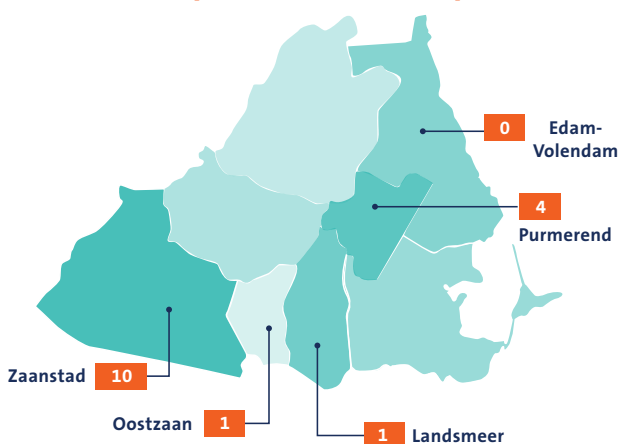 0
Edam-
Volendam
4
Purmerend
Zaanstad 10
Oostzaan 1
1 Landsmeer